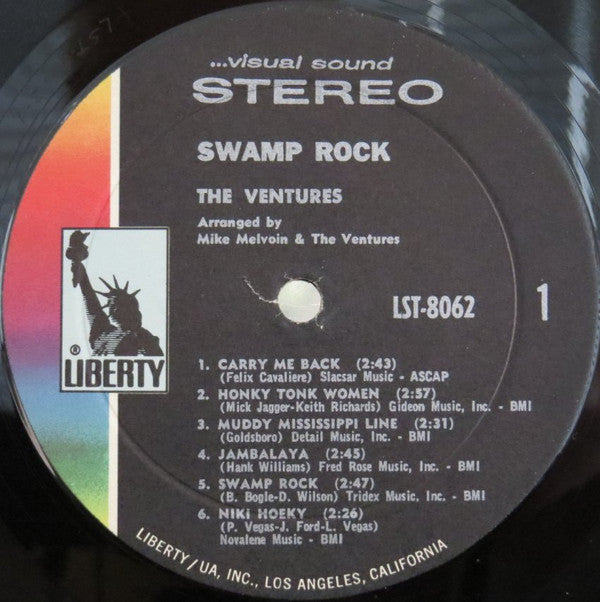 ...visual sound
STEREO
SWAMP ROCK
THE VENTURES
Arranged by
Mike Melvoin & The Ventures
LST-8062
1
®
LIBERTY
1. CARRY ME BACK (2:43)
(Felix Cavaliere) Slacsar Music - ASCAP
2. HONKY TONK WOMEN (2:57)
(Mick Jagger-Keith Richards) Gideon Music, Inc. - BMI
3. MUDDY MISSISSIPPI LINE (2:31)
(Goldsboro) Detail Music, Inc. - BMI
4. JAMBALAYA (2:45)
(Hank Williams) Fred Rose Music, Inc. - BMI
5. SWAMP ROCK (2:47)
(B. Bogle-D. Wilson) Tridex Music, Inc. - BMI
6. NIKI HOEKY (2:26)
(P. Vegas-J. Ford-L. Vegas)
Novalene Music - BMI
LIBERTY/UA, INC., LOS ANGELES, CALIFORNIA